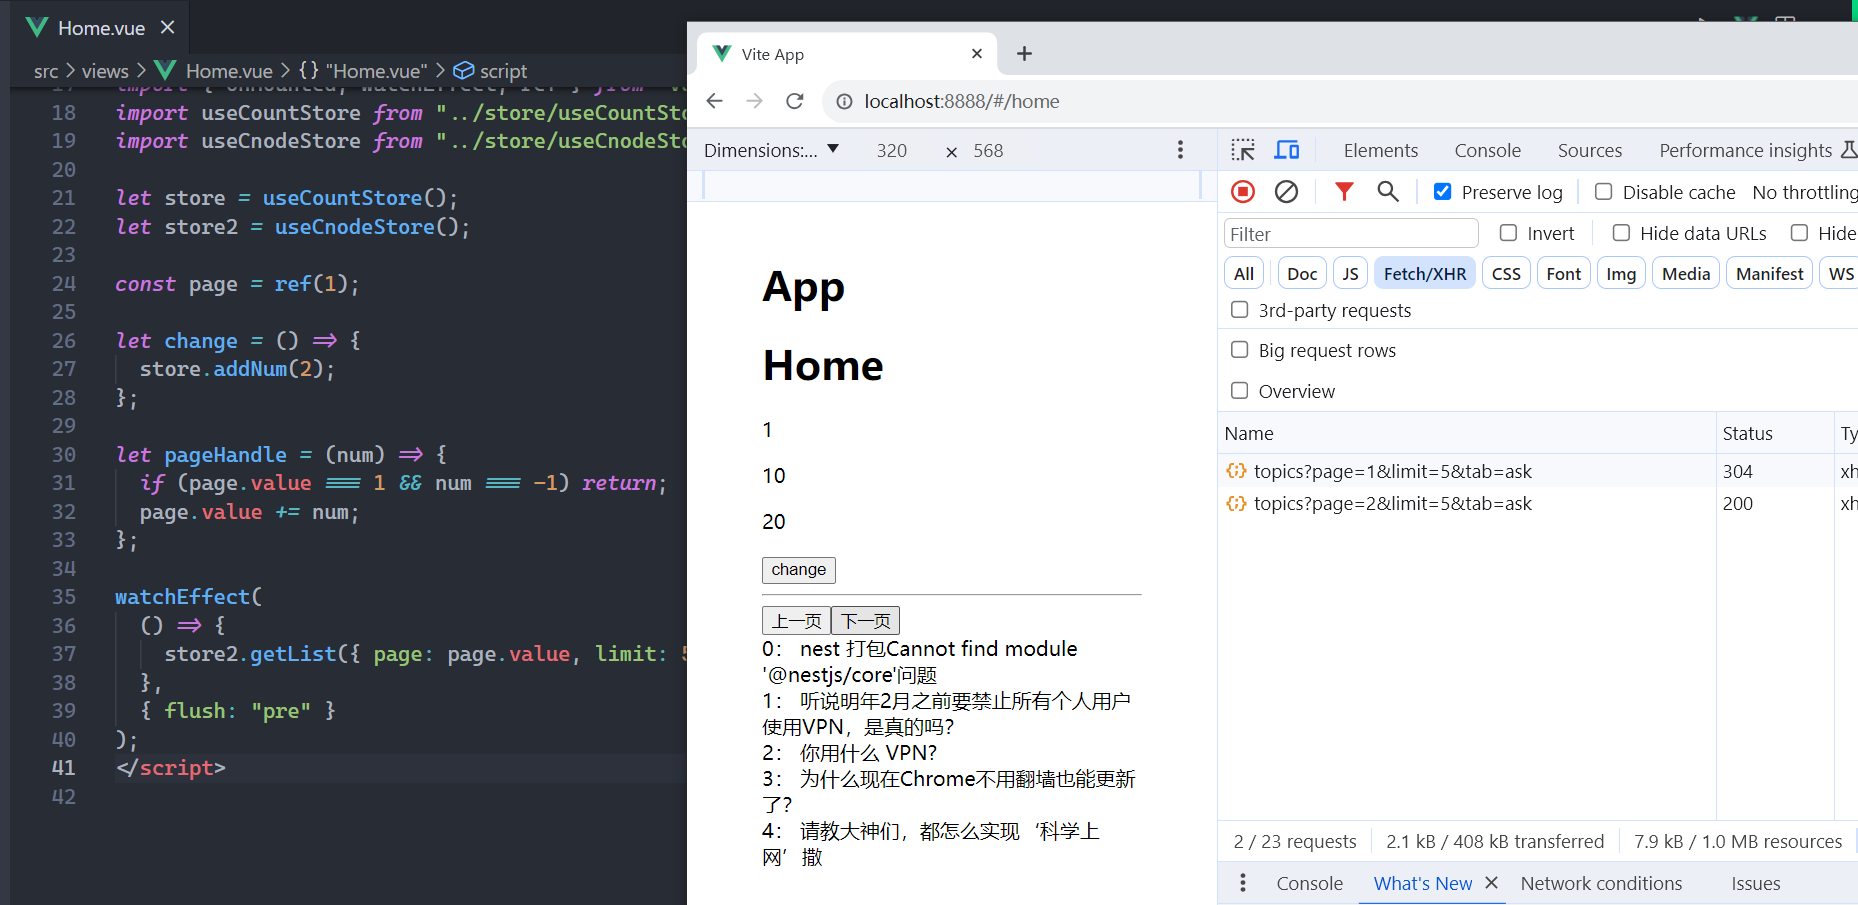 Home.vue
src > views > Home.vue > {} "Home.vue" > script
17 import { onMounted, watchEffect, ref } from "vu
18 import useCountStore from "../store/useCountSto
19 import useCnodeStore from "../store/useCnodeSto
20
21 let store = useCountStore();
22 let store2 = useCnodeStore();
23
24 const page = ref(1);
25
26 let change = () => {
27 store.addNum(2);
28 };
29
30 let pageHandle = (num) => {
31 if (page.value === 1 && num === -1) return;
32 page.value += num;
33 };
34
35 watchEffect(
36 () => {
37 store2.getList({ page: page.value, limit: 5
38 },
39 { flush: "pre" }
40 );
41 </script>
42
Vite App
localhost:8888/#/home
Dimensions:... 320 × 568
App
Home
1
10
20
change
上一页 下一页
0： nest 打包Cannot find module
'@nestjs/core'问题
1： 听说明年2月之前要禁止所有个人用户
使用VPN，是真的吗？
2： 你用什么 VPN?
3： 为什么现在Chrome不用翻墙也能更新
了？
4： 请教大神们，都怎么实现‘科学上
网’撒
Elements Console Sources Performance insights
Preserve log Disable cache No throttling
Filter Invert Hide data URLs Hide
All Doc JS Fetch/XHR CSS Font Img Media Manifest WS
3rd-party requests
Big request rows
Overview
Name Status Ty
topics?page=1&limit=5&tab=ask 304 xh
topics?page=2&limit=5&tab=ask 200 xh
2 / 23 requests 2.1 kB / 408 kB transferred 7.9 kB / 1.0 MB resources
Console What's New Network conditions Issues